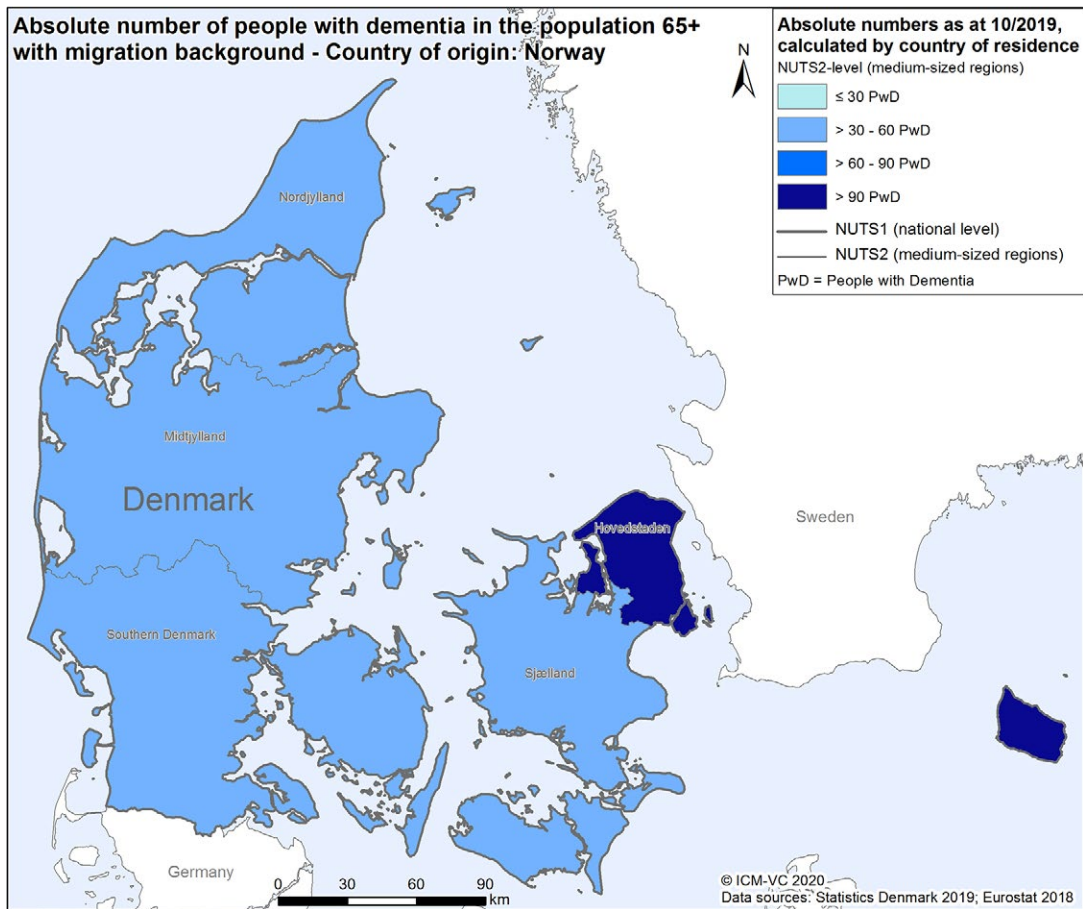 Absolute number of people with dementia in the population 65+
with migration background - Country of origin: Norway
N
Absolute numbers as at 10/2019,
calculated by country of residence
NUTS2-level (medium-sized regions)
≤ 30 PwD
> 30 - 60 PwD
> 60 - 90 PwD
> 90 PwD
NUTS1 (national level)
NUTS2 (medium-sized regions)
PwD = People with Dementia
Nordjylland
Midtjylland
Denmark
Hovedstaden
Sweden
Southern Denmark
Sjælland
Germany
0 30 60 90
km
© ICM-VC 2020
Data sources: Statistics Denmark 2019; Eurostat 2018